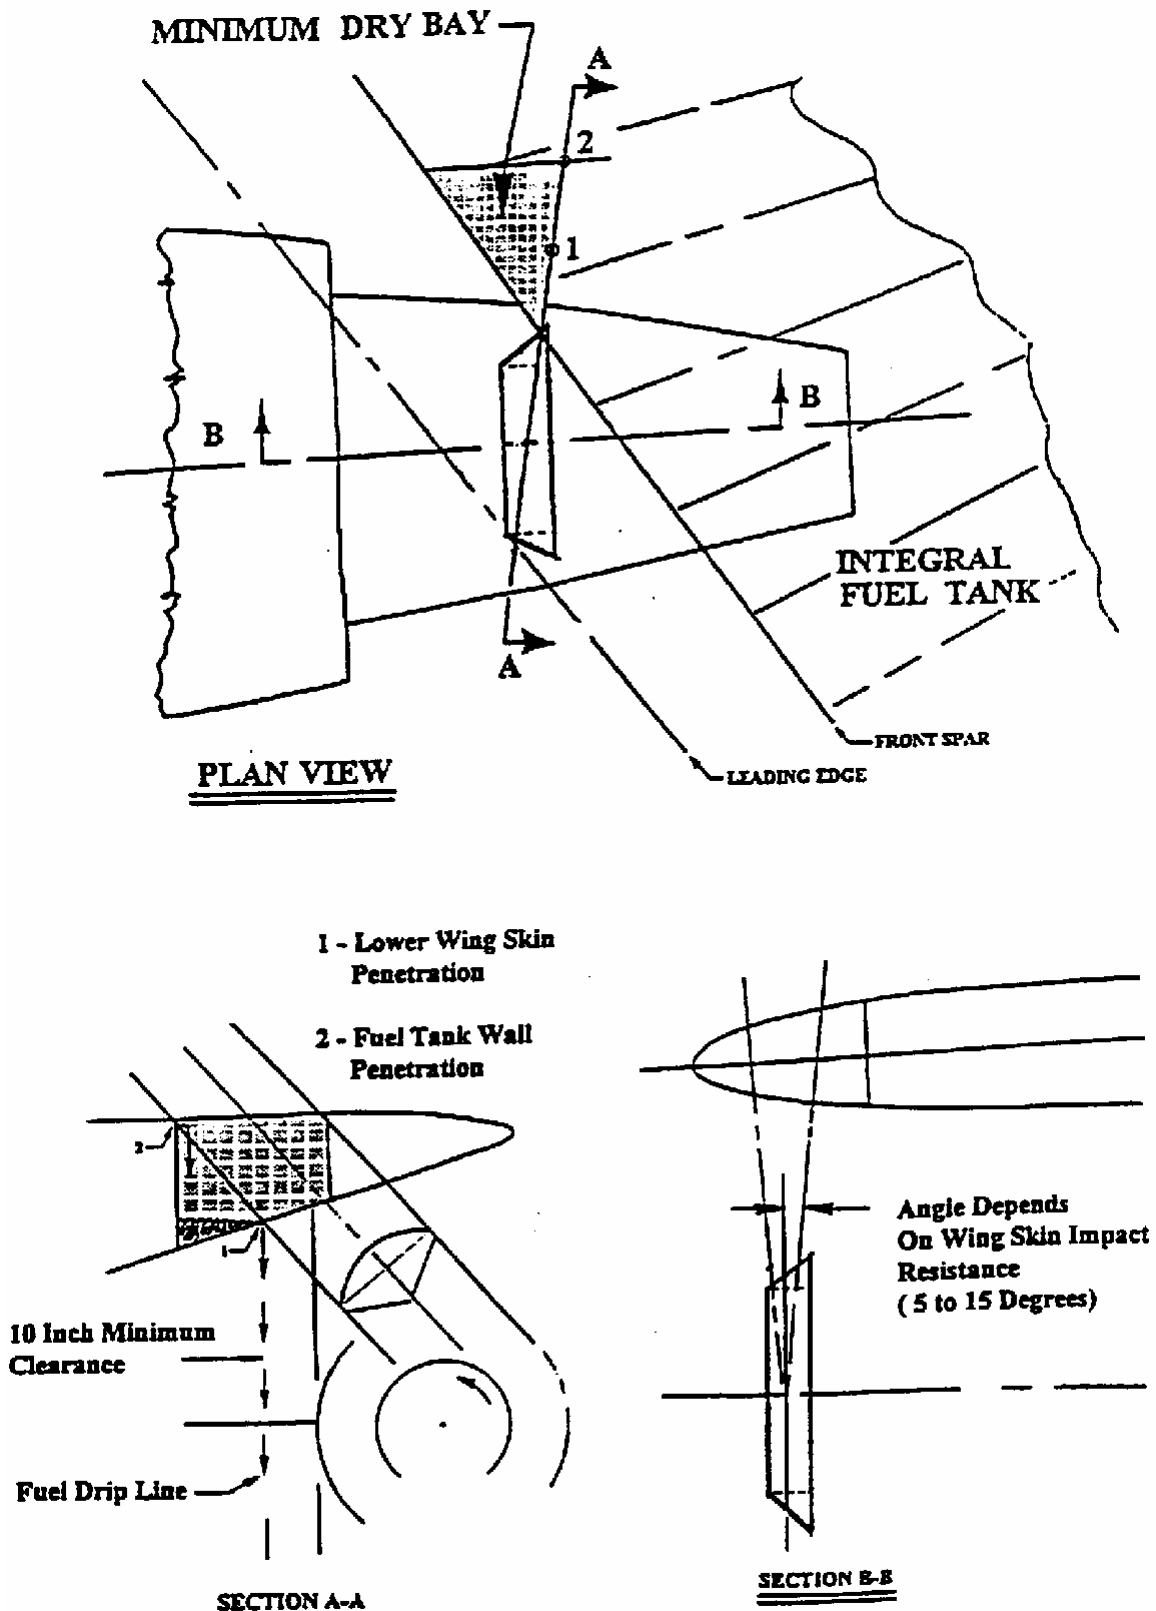 MINIMUM DRY BAY
A
2
1
B
B
INTEGRAL
FUEL TANK
A
FRONT SPAR
LEADING EDGE
PLAN VIEW
1 - Lower Wing Skin
Penetration
2 - Fuel Tank Wall
Penetration
2
1
Angle Depends
On Wing Skin Impact
Resistance
( 5 to 15 Degrees)
10 Inch Minimum
Clearance
Fuel Drip Line
SECTION A-A
SECTION B-B